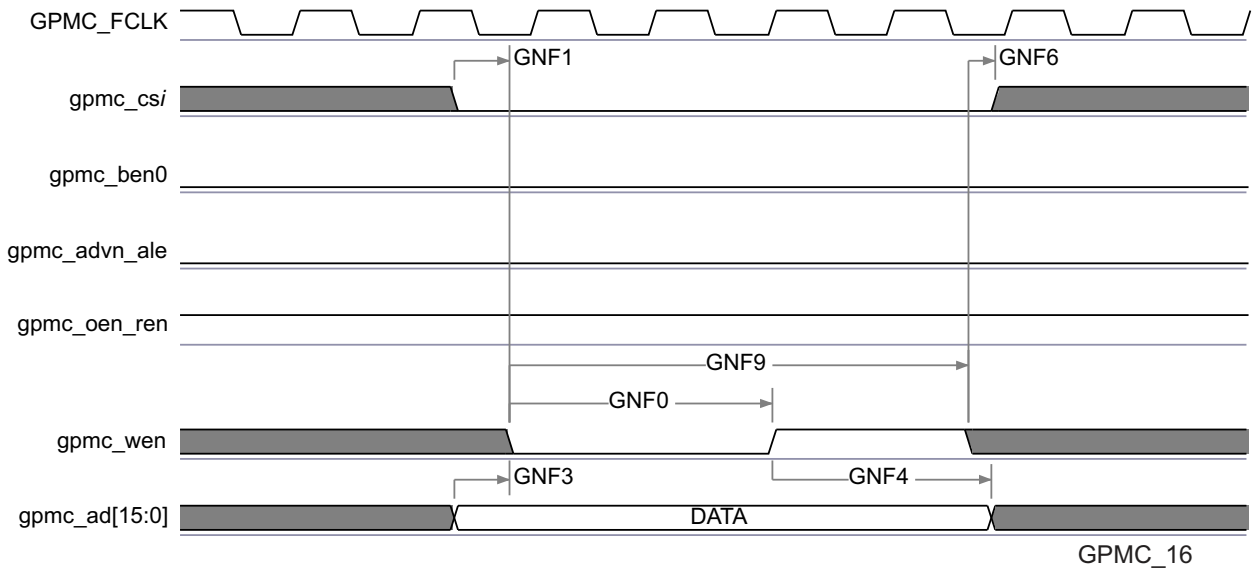 GPMC_FCLK
GNF1
GNF6
gpmc_csi
gpmc_ben0
gpmc_advn_ale
gpmc_oen_ren
GNF9
GNF0
gpmc_wen
GNF3
GNF4
gpmc_ad[15:0]
DATA
GPMC_16